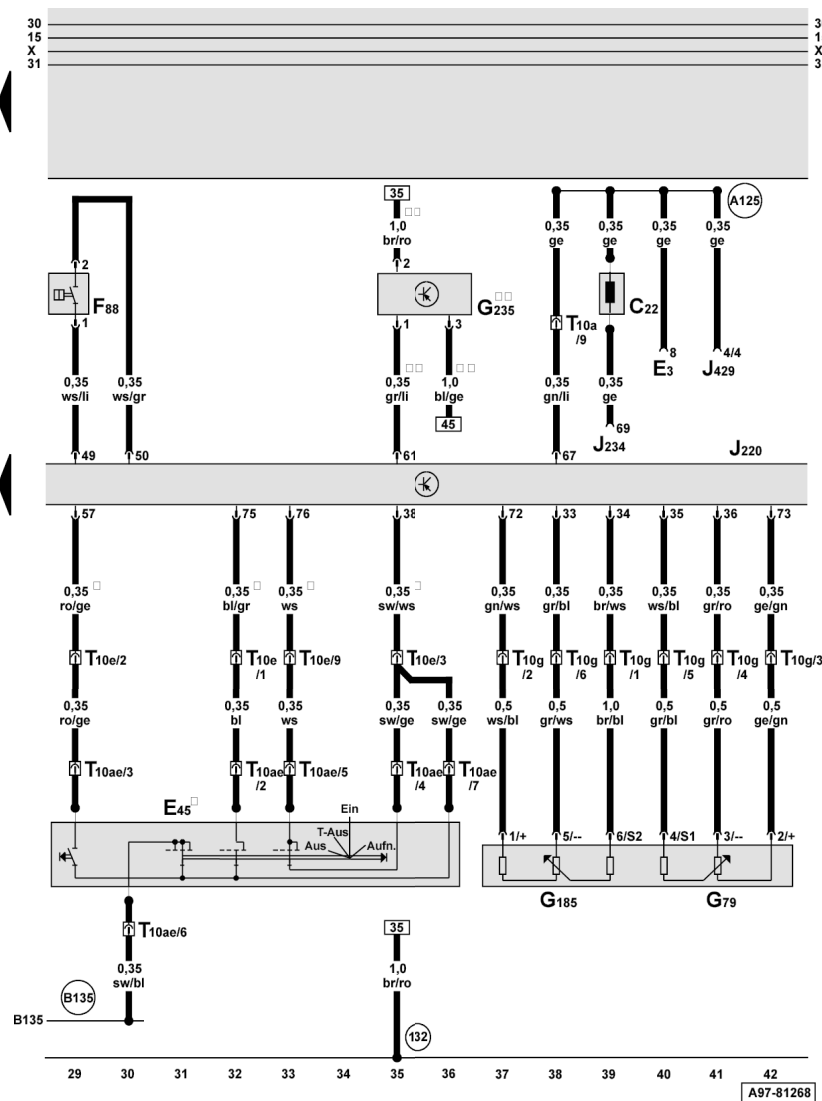 30 3
15 1
X X
31 3
35
A125
1,0
br/ro
0,35 0,35 0,35 0,35
ge ge ge ge
2 2
F88 G235 C22
T10a
/9
1 1 3
8 4/4
E3 J429
0,35 0,35 0,35 1,0 0,35 0,35
ws/li ws/gr gr/li bl/ge gn/li ge
45
69
J234
J220
49 50 61 67
57 75 76 38 72 33 34 35 36 73
0,35 0,35 0,35 0,35 0,35 0,35 0,35 0,35 0,35 0,35
ro/ge bl/gr ws sw/ws gn/ws gr/bl br/ws ws/bl gr/ro ge/gn
T10e/2 T10e T10e/9 T10e/3 T10g T10g T10g T10g T10g T10g/3
/1 /2 /6 /1 /5 /4
0,35 0,35 0,35 0,35 0,35 0,5 0,5 1,0 0,5 0,5 0,5
ro/ge bl ws sw/ge sw/ge ws/bl gr/ws br/bl gr/bl gr/ro ge/gn
T10ae/3 T10ae T10ae/5 T10ae T10ae
/2 /4 /7
E45
Ein
T-Aus
Aus Aufn.
1/+ 5/-- 6/S2 4/S1 3/-- 2/+
G185 G79
T10ae/6
35
0,35
sw/bl
1,0
br/ro
B135
B135
132
29 30 31 32 33 34 35 36 37 38 39 40 41 42
A97-81268